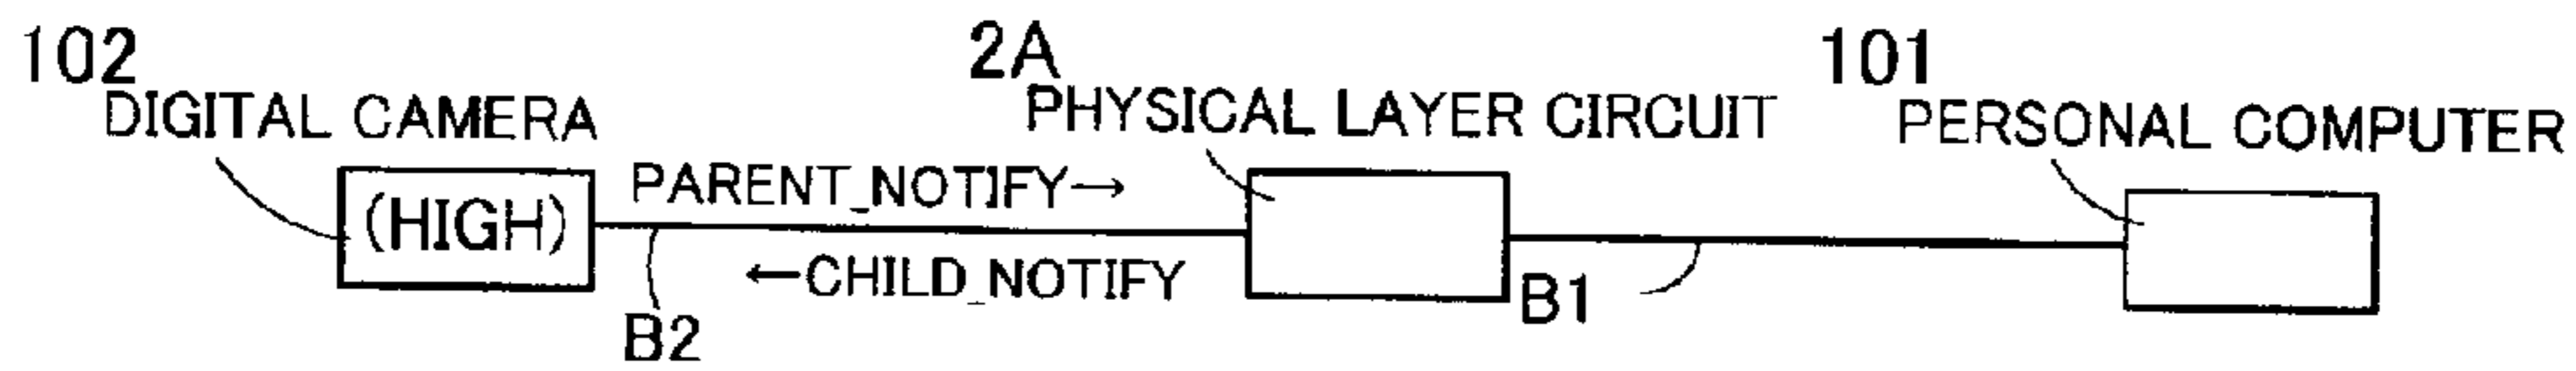 102
DIGITAL CAMERA
2A
PHYSICAL LAYER CIRCUIT
101
PERSONAL COMPUTER
(HIGH)
PARENT_NOTIFY→
←CHILD_NOTIFY
B2
B1